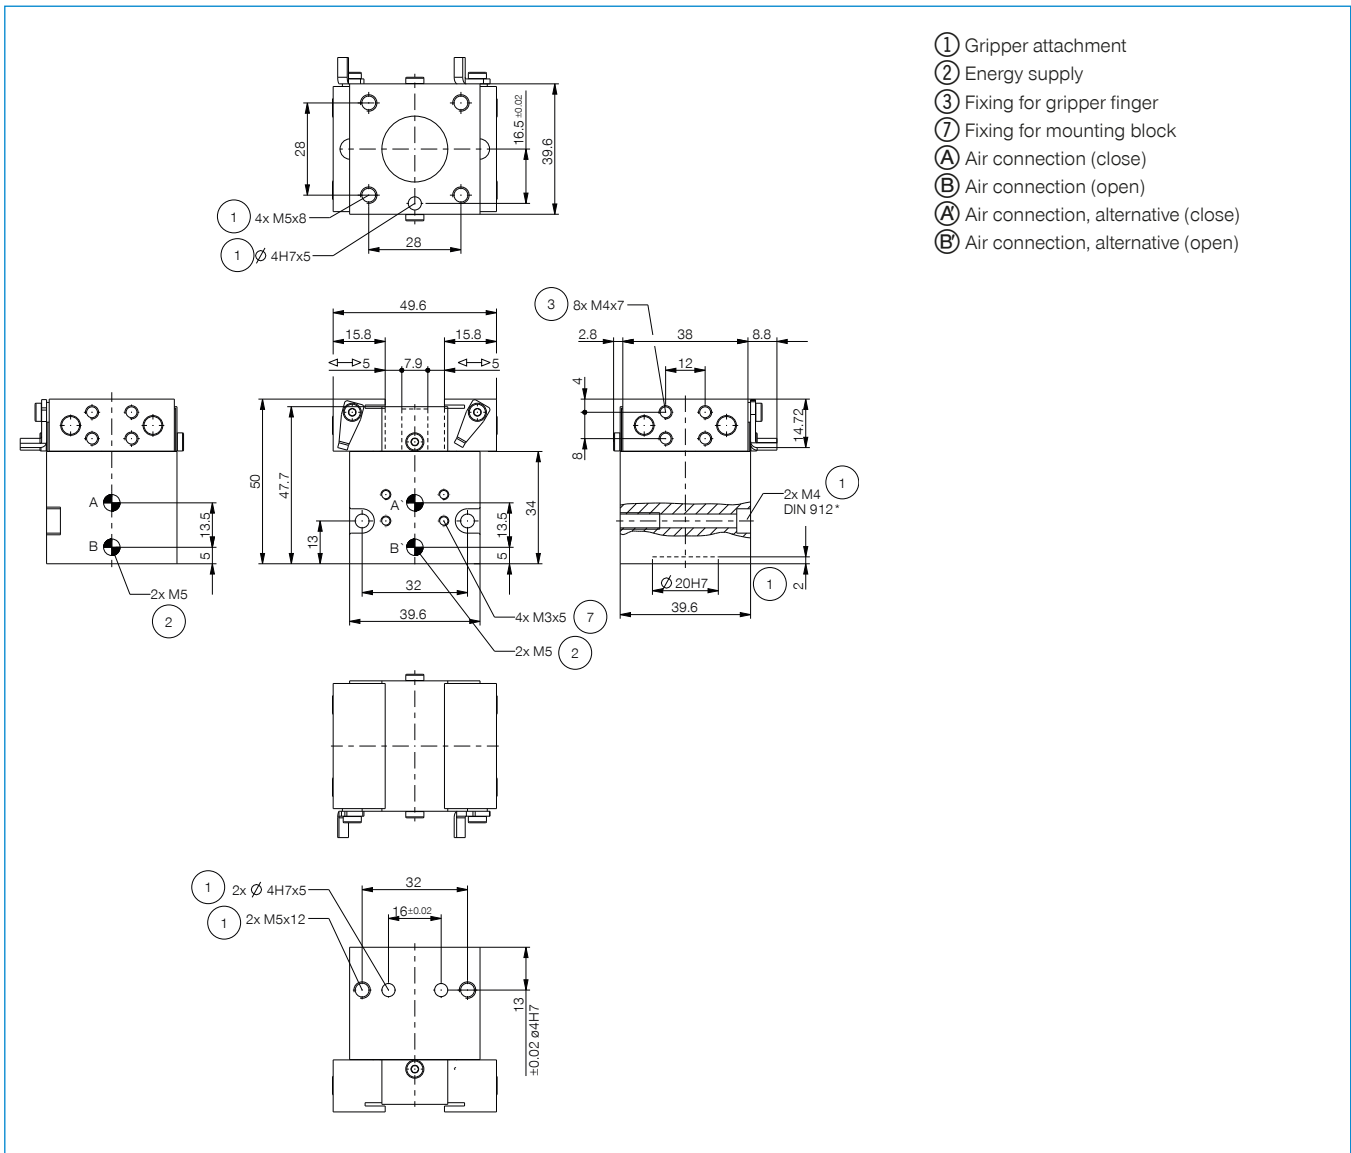 ① Gripper attachment
② Energy supply
③ Fixing for gripper finger
⑦ Fixing for mounting block
Ⓐ Air connection (close)
Ⓑ Air connection (open)
A' Air connection, alternative (close)
B' Air connection, alternative (open)
28
16.5 ±0.02
39.6
1 4x M5x8
1 Ø 4H7x5
28
49.6
15.8 15.8
5 7.9 5
3 8x M4x7
2.8 38 8.8
12
4
8
14.72
50
47.7
34
13
13.5
5
A
B
13.5
5
2x M5
2
A`
B`
32
39.6
4x M3x5 7
2x M5 2
2x M4 1
DIN 912*
Ø 20H7 1
2
39.6
1 2x Ø 4H7x5
1 2x M5x12
32
16±0.02
13
±0.02 ø4H7